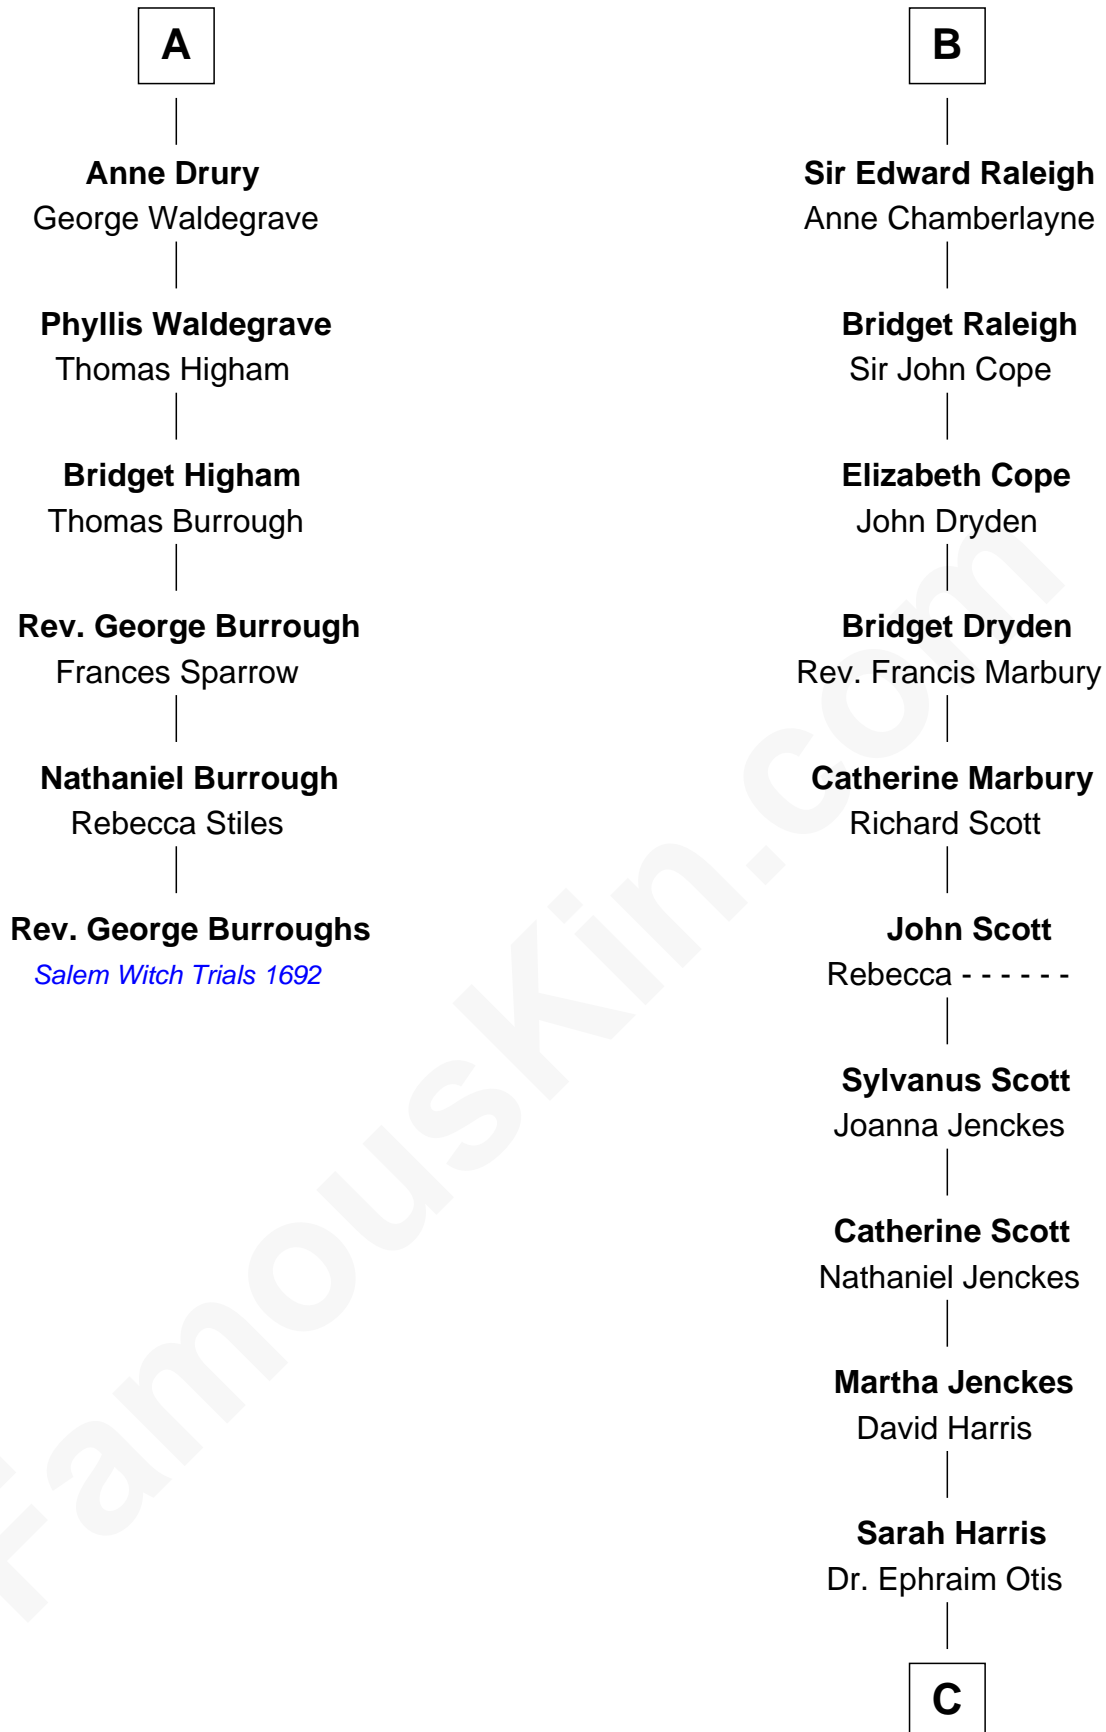 A
Anne Drury
George Waldegrave
Phyllis Waldegrave
Thomas Higham
Bridget Higham
Thomas Burrough
Rev. George Burrough
Frances Sparrow
Nathaniel Burrough
Rebecca Stiles
Rev. George Burroughs
Salem Witch Trials 1692
B
Sir Edward Raleigh
Anne Chamberlayne
Bridget Raleigh
Sir John Cope
Elizabeth Cope
John Dryden
Bridget Dryden
Rev. Francis Marbury
Catherine Marbury
Richard Scott
John Scott
Rebecca - - - - - -
Sylvanus Scott
Joanna Jenckes
Catherine Scott
Nathaniel Jenckes
Martha Jenckes
David Harris
Sarah Harris
Dr. Ephraim Otis
C
FamousKin.com